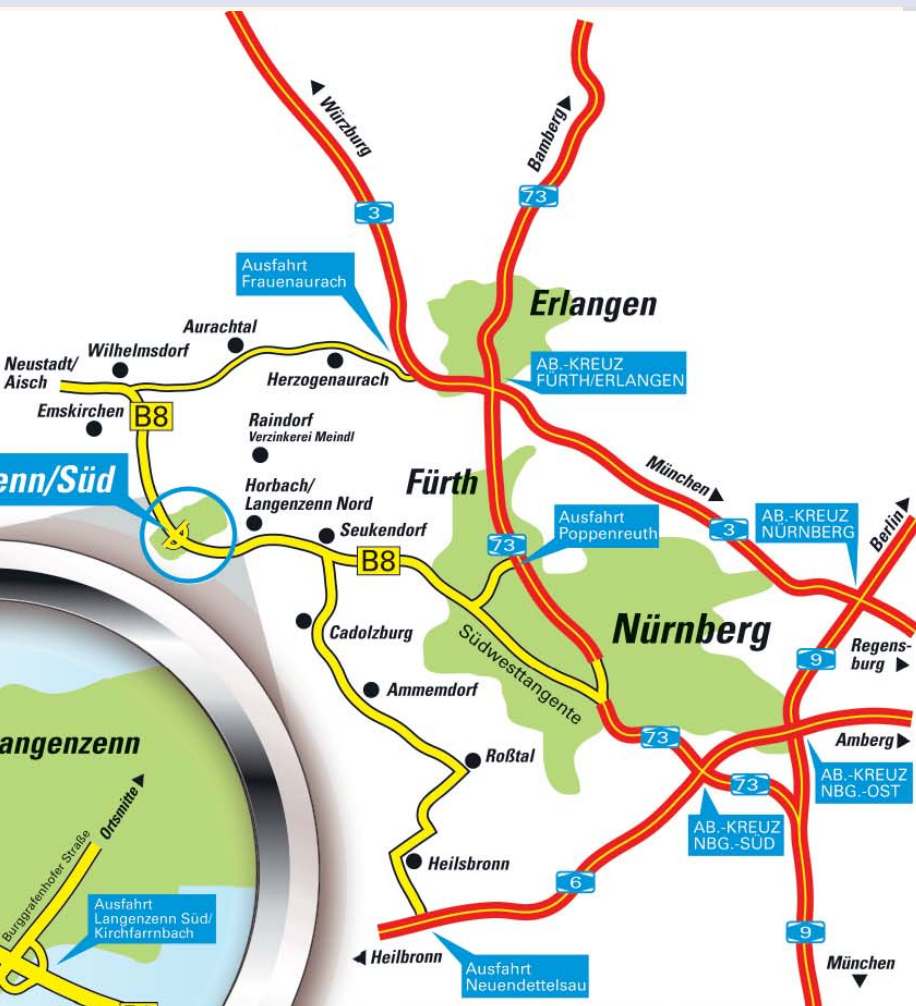 Würzburg
Bamberg
3
73
Ausfahrt
Frauenaurach
Erlangen
Aurachtal
Wilhelmsdorf
Neustadt/
Aisch
Herzogenaurach
AB.-KREUZ
FÜRTH/ERLANGEN
Emskirchen
B8
Raindorf
Verzinkerei Meindl
enn/Süd
Horbach/
Langenzenn Nord
Fürth
München
Seukendorf
B8
73
Ausfahrt
Poppenreuth
3
AB.-KREUZ
NÜRNBERG
Berlin
Cadolzburg
Südwesttangente
Nürnberg
Regens-
burg
9
Ammemdorf
angenzenn
Ortsmitte
Roßtal
73
Amberg
73
AB.-KREUZ
NBG.-OST
AB.-KREUZ
NBG.-SÜD
Burggrafenhofer Straße
Heilsbronn
6
Ausfahrt
Langenzenn Süd/
Kirchfarrnbach
9
Heilbronn
Ausfahrt
Neuendettelsau
München